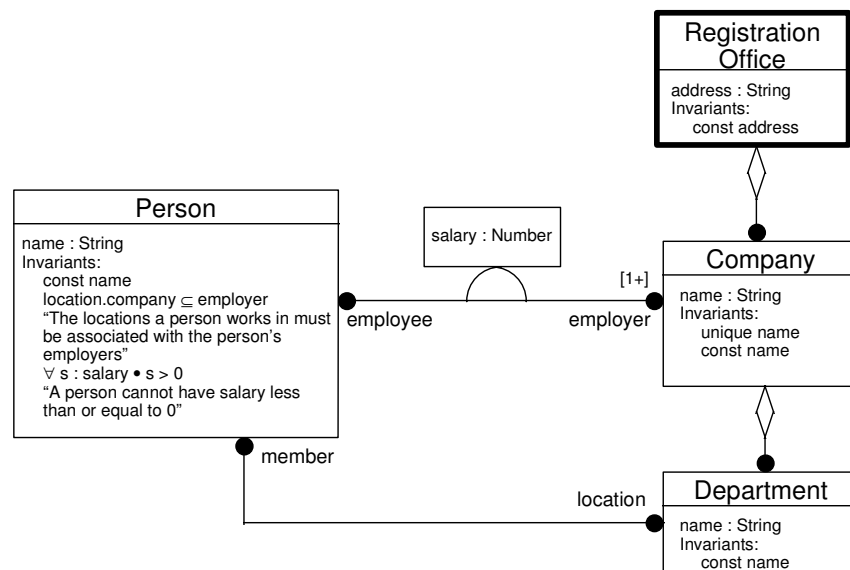 Registration
Office
address : String
Invariants:
const address
Person
name : String
Invariants:
const name
location.company ⊆ employer
“The locations a person works in must
be associated with the person’s
employers”
∀ s : salary • s > 0
“A person cannot have salary less
than or equal to 0”
salary : Number
[1+]
employee
employer
Company
name : String
Invariants:
unique name
const name
member
location
Department
name : String
Invariants:
const name